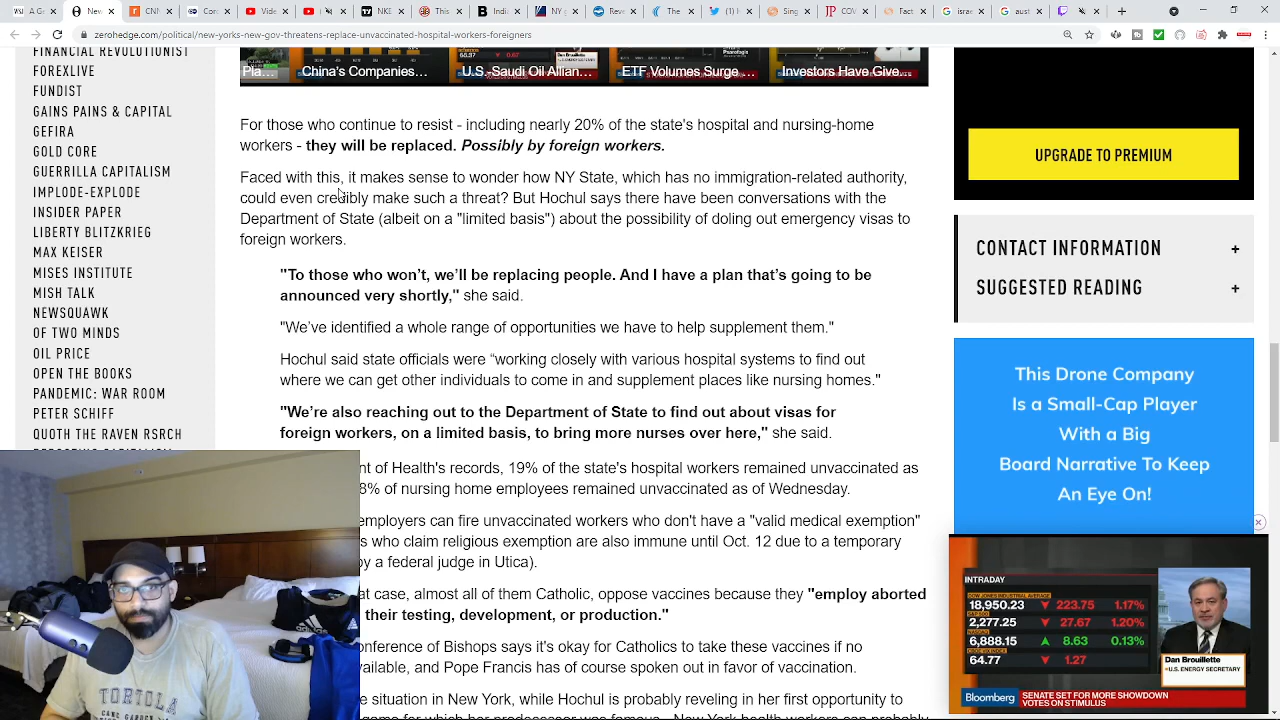 zerohedge.com/political/new-yorks-new-gov-threatens-replace-unvaccinated-hospital-workers-foreigners
FINANCIAL REVOLUTIONIST
FOREXLIVE
FUNDIST
GAINS PAINS & CAPITAL
GEFIRA
GOLD CORE
GUERRILLA CAPITALISM
IMPLODE-EXPLODE
INSIDER PAPER
LIBERTY BLITZKRIEG
MAX KEISER
MISES INSTITUTE
MISH TALK
NEWSQUAWK
OF TWO MINDS
OIL PRICE
OPEN THE BOOKS
PANDEMIC: WAR ROOM
PETER SCHIFF
QUOTH THE RAVEN RSRCH
Pla...
China's Companies...
U.S.-Saudi Oil Allian...
ETF Volumes Surge...
Investors Have Give...
For those who continue to resist - including nearly 20% of the state's hospital and nursing-home
workers - they will be replaced. Possibly by foreign workers.
Faced with this, it makes sense to wonder how NY State, which has no immigration-related authority,
could even credibly make such a threat? But Hochul says there have been conversations with the
Department of State (albeit on a "limited basis") about the possibility of doling out emergency visas to
foreign workers.
"To those who won't, we'll be replacing people. And I have a plan that's going to be
announced very shortly," she said.
"We've identified a whole range of opportunities we have to help supplement them."
Hochul said state officials were “working closely with various hospital systems to find out
where we can get other individuals to come in and supplement places like nursing homes."
"We're also reaching out to the Department of State to find out about visas for
foreign workers, on a limited basis, to bring more nurses over here," she said.
nt of Health's records, 19% of the state's hospital workers remained unvaccinated as
8% of nursing home employees remained unvaccinated as of Wednesday.
employers can fire unvaccinated workers who don't have a "valid medical exemption"
s who claim religious exemption are also immune until Oct. 12 due to a temporary
y a federal judge in Utica).
at case, almost all of them Catholic, oppose vaccines because they "employ aborted
their testing, development, or production."
onference of Bishops says it's okay for Catholics to take these vaccines if no
ailable, and Pope Francis has of course spoken out in favor of vaccination.
e situation in New York, while Hochul is probably reveling in her first opportunity to
UPGRADE TO PREMIUM
CONTACT INFORMATION +
SUGGESTED READING +
This Drone Company
Is a Small-Cap Player
With a Big
Board Narrative To Keep
An Eye On!
INTRADAY
DOW JONES INDUSTRIAL AVERAGE
18,950.23 223.75 1.17%
S&P 500
2,277.25 27.67 1.20%
NASDAQ
6,888.15 8.63 0.13%
64.77 1.27
Dan Brouillette
U.S. ENERGY SECRETARY
Bloomberg
SENATE SET FOR MORE SHOWDOWN
VOTES ON STIMULUS